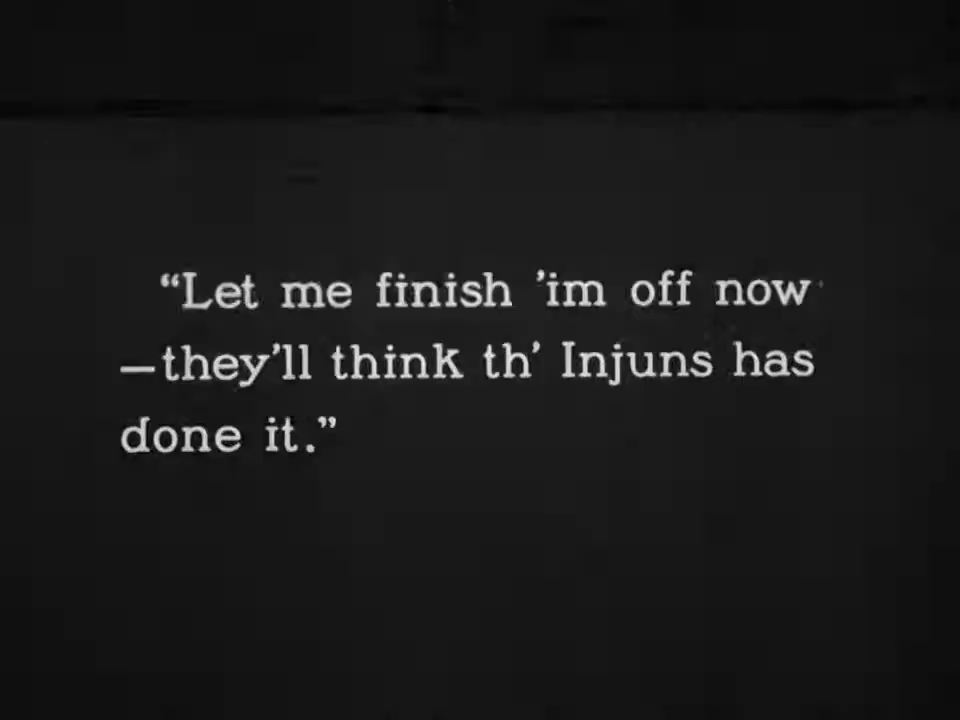 “Let me finish ’im off now
—they’ll think th’ Injuns has
done it.”